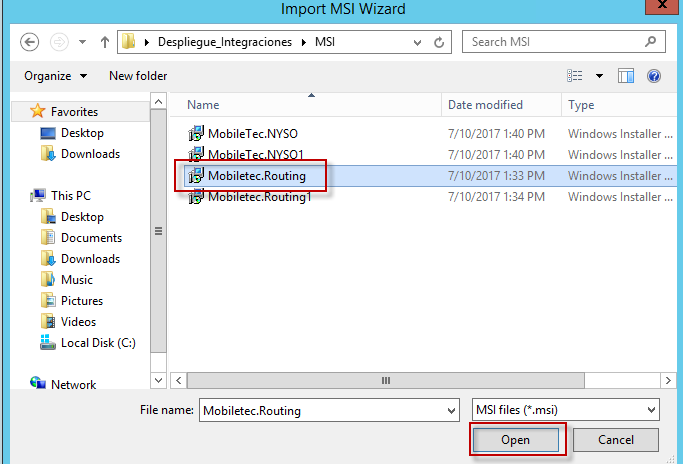 Import MSI Wizard
x
Despliegue_Integraciones MSI
Search MSI
Organize New folder
?
Favorites
Desktop
Downloads
This PC
Desktop
Documents
Downloads
Music
Pictures
Videos
Local Disk (C:)
Network
Name Date modified Type
MobileTec.NYSO 7/10/2017 1:40 PM Windows Installer ...
MobileTec.NYSO1 7/10/2017 1:40 PM Windows Installer ...
Mobiletec.Routing 7/10/2017 1:33 PM Windows Installer ...
Mobiletec.Routing1 7/10/2017 1:34 PM Windows Installer ...
File name: Mobiletec.Routing MSI files (*.msi)
Open Cancel